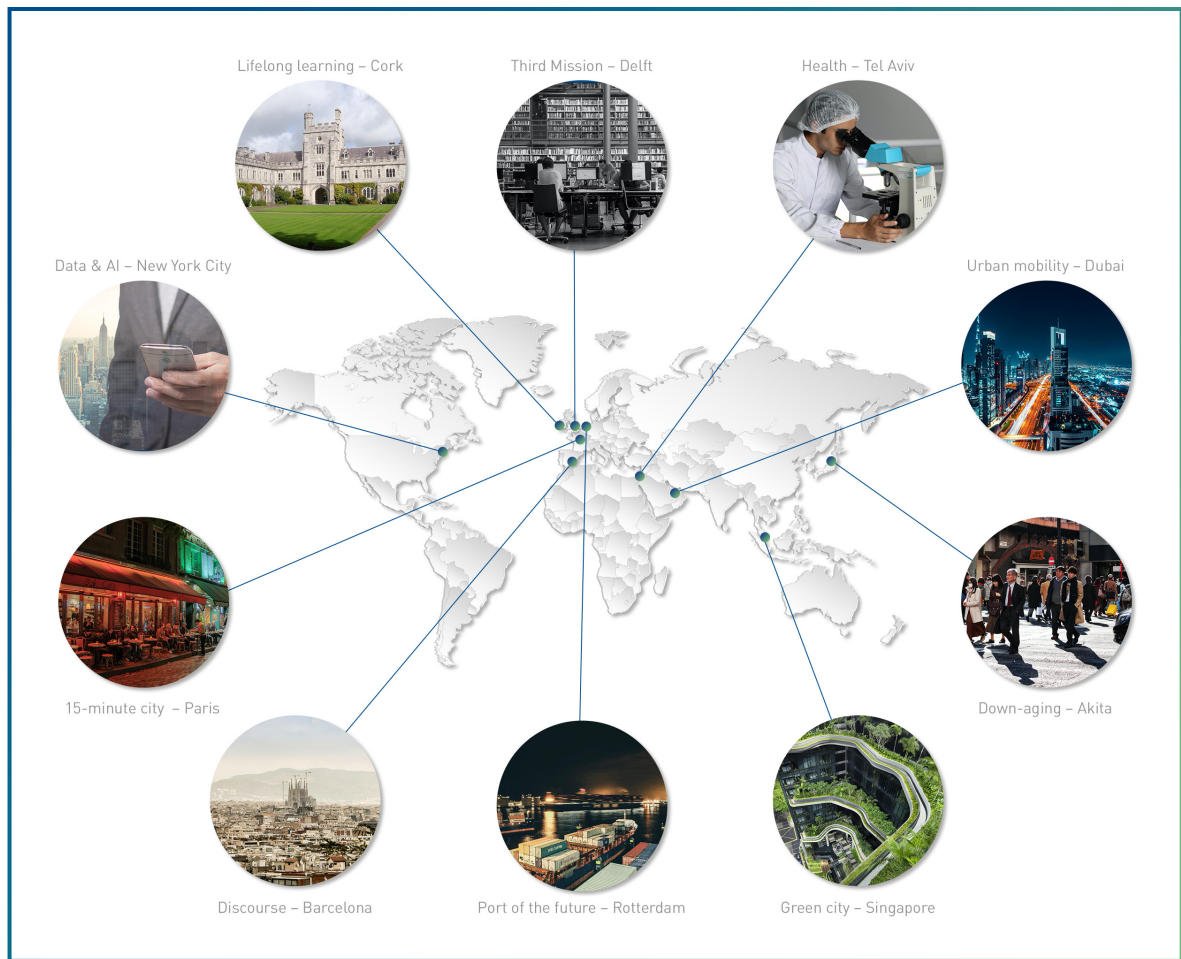 Lifelong learning – Cork
Third Mission – Delft
Health – Tel Aviv
Data & AI – New York City
Urban mobility – Dubai
15-minute city – Paris
Down-aging – Akita
Discourse – Barcelona
Port of the future – Rotterdam
Green city – Singapore